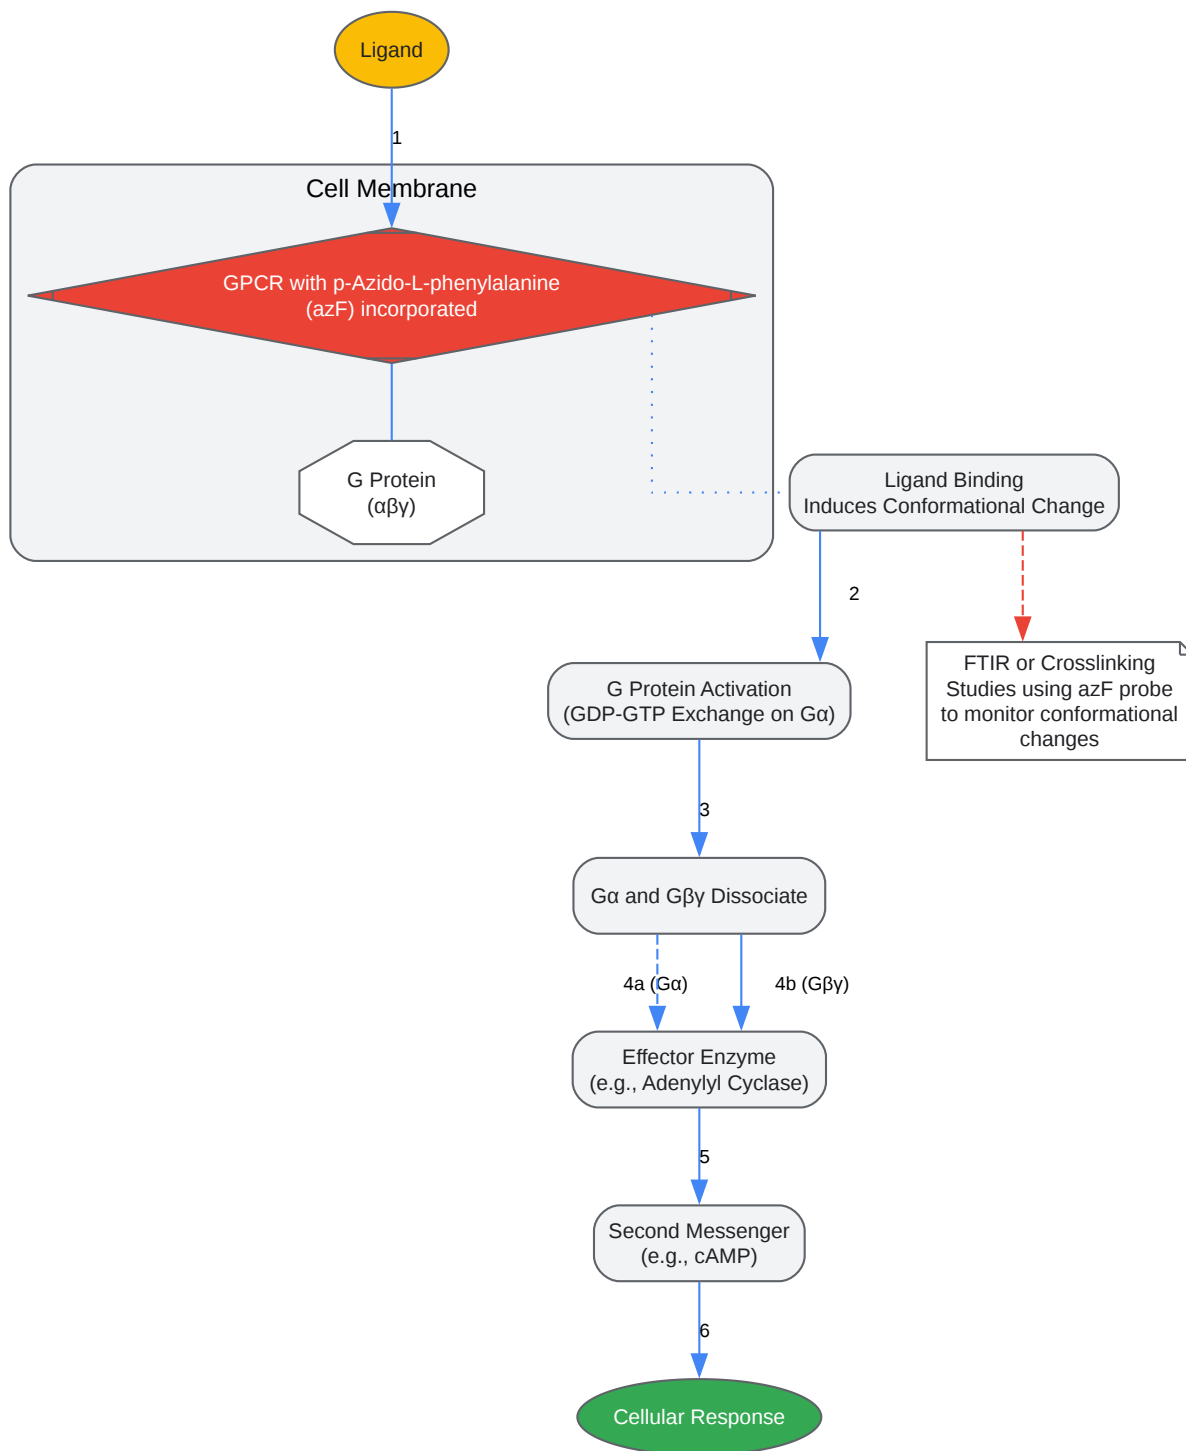 Ligand
1
Cell Membrane
GPCR with p-Azido-L-phenylalanine
(azF) incorporated
G Protein
(αβγ)
Ligand Binding
Induces Conformational Change
2
FTIR or Crosslinking
Studies using azF probe
to monitor conformational
changes
G Protein Activation
(GDP-GTP Exchange on Gα)
3
Gα and Gβγ Dissociate
4a (Gα)
4b (Gβγ)
Effector Enzyme
(e.g., Adenylyl Cyclase)
5
Second Messenger
(e.g., cAMP)
6
Cellular Response